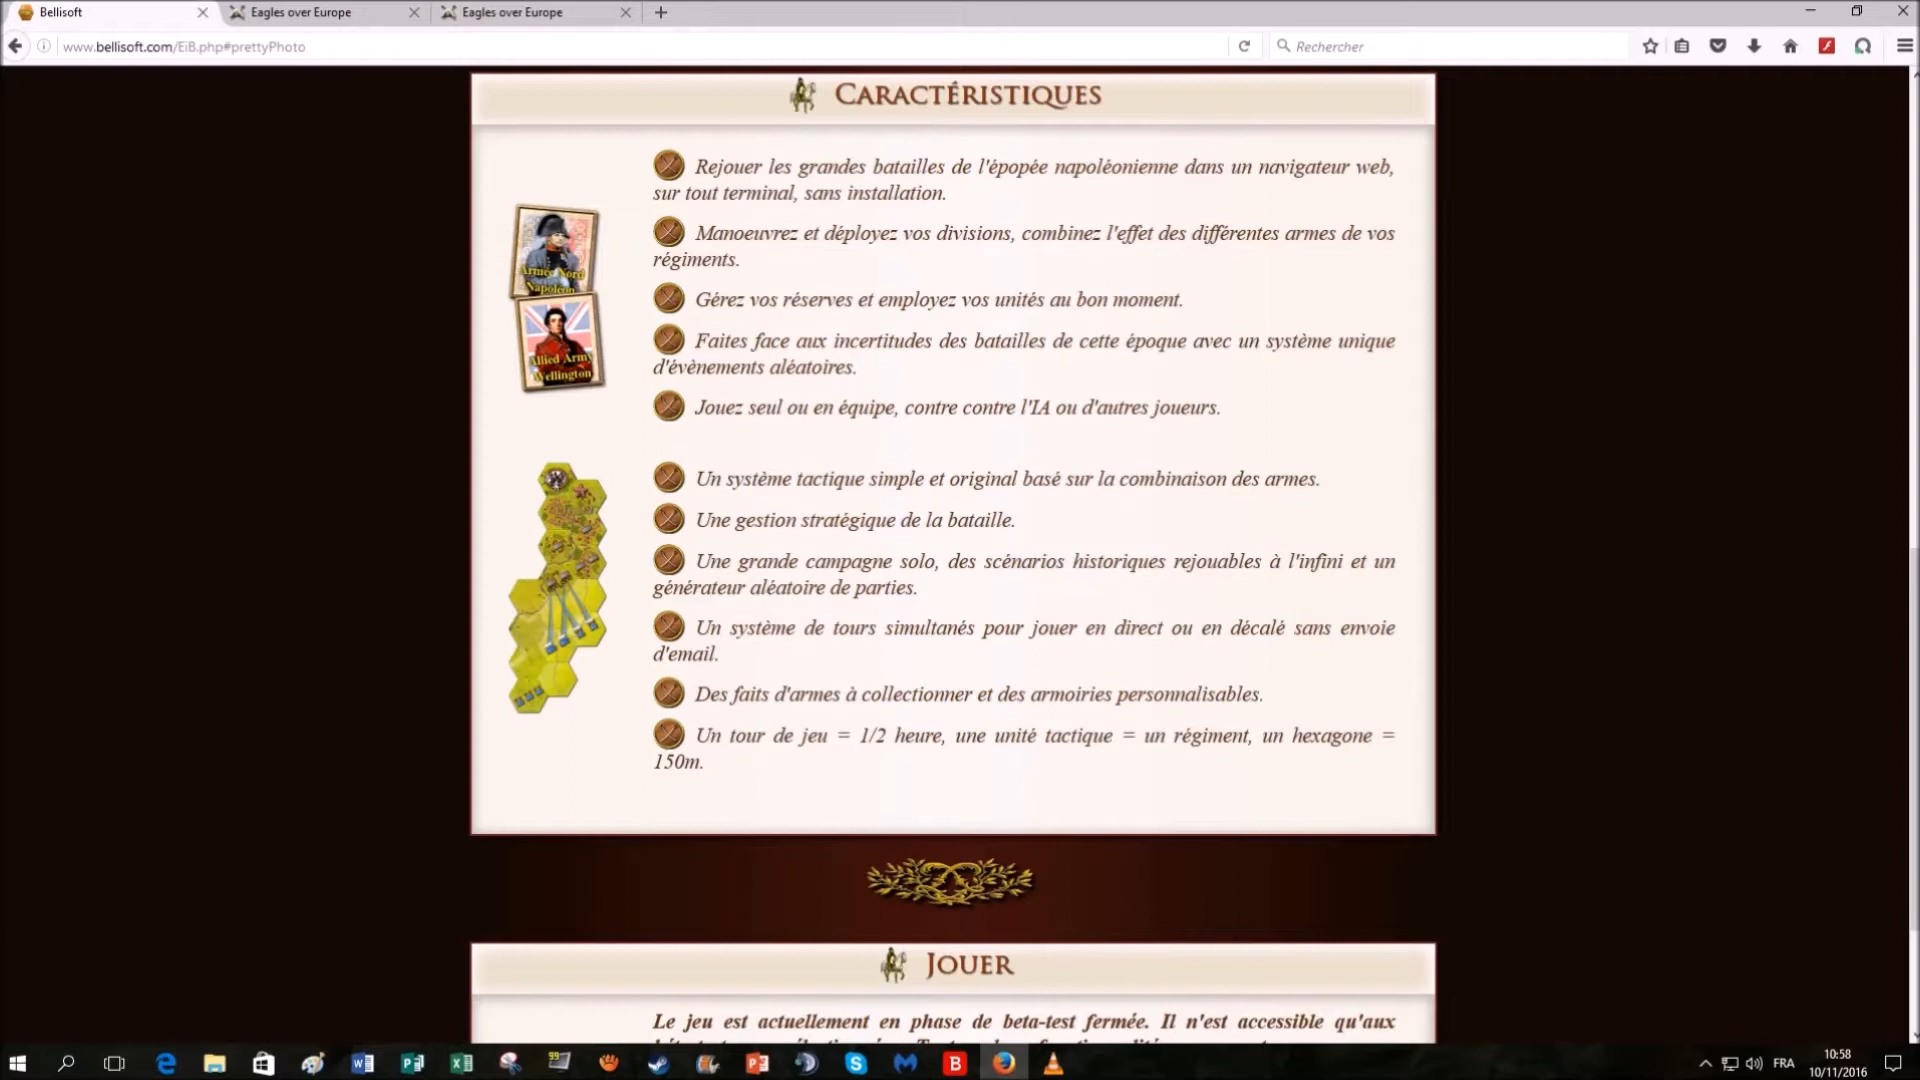 Bellisoft
Eagles over Europe
Eagles over Europe
www.bellisoft.com/EiB.php#prettyPhoto
Rechercher
Caractéristiques
Rejouer les grandes batailles de l'épopée napoléonienne dans un navigateur web,
sur tout terminal, sans installation.
Manoeuvrez et déployez vos divisions, combinez l'effet des différentes armes de vos
régiments.
Armée Nord
Napoléon
Gérez vos réserves et employez vos unités au bon moment.
Allied Army
Wellington
Faites face aux incertitudes des batailles de cette époque avec un système unique
d'évènements aléatoires.
Jouez seul ou en équipe, contre contre l'IA ou d'autres joueurs.
Un système tactique simple et original basé sur la combinaison des armes.
Une gestion stratégique de la bataille.
Une grande campagne solo, des scénarios historiques rejouables à l'infini et un
générateur aléatoire de parties.
Un système de tours simultanés pour jouer en direct ou en décalé sans envoie
d'email.
Des faits d'armes à collectionner et des armoiries personnalisables.
Un tour de jeu = 1/2 heure, une unité tactique = un régiment, un hexagone =
150m.
Jouer
Le jeu est actuellement en phase de beta-test fermée. Il n'est accessible qu'aux
99
FRA
10:58
10/11/2016